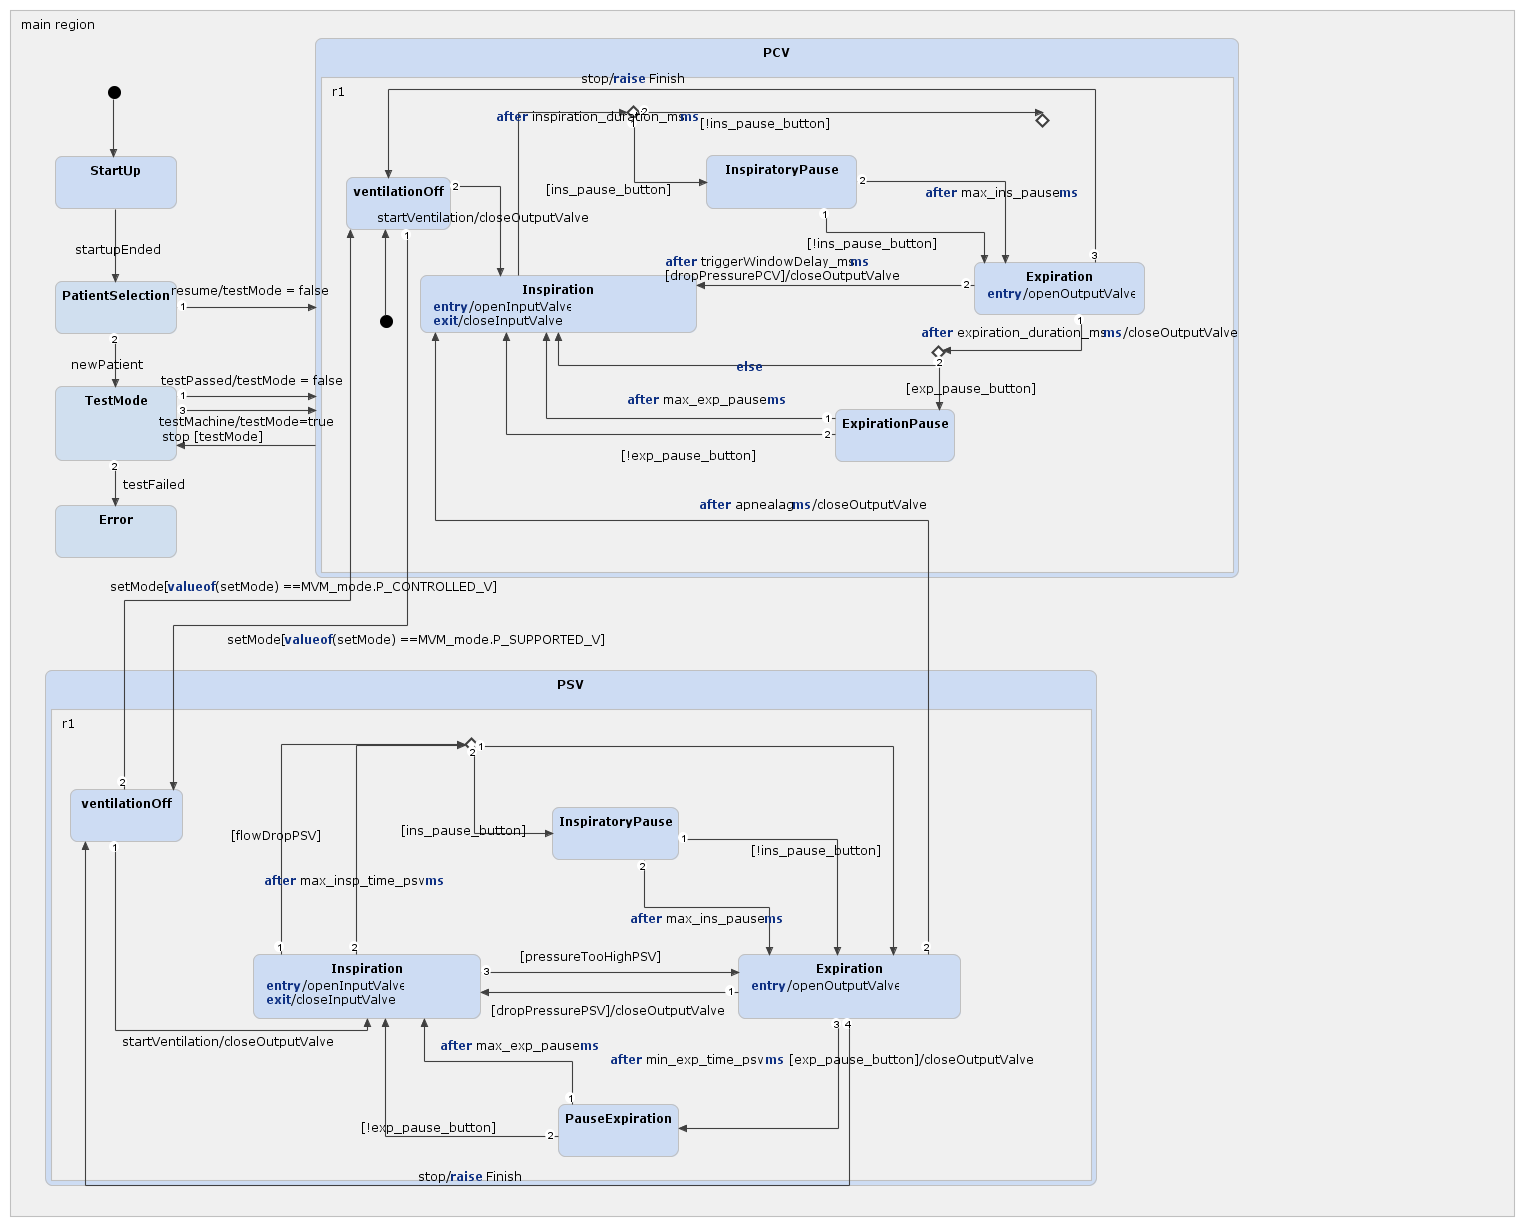 main region
PCV
stop/raise Finish
r1
after inspiration_duration_msms
2
1
[!ins_pause_button]
StartUp
InspiratoryPause
2
after max_ins_pausems
[ins_pause_button]
ventilationOff
2
startVentilation/closeOutputValve
1
1
[!ins_pause_button]
startupEnded
3
after triggerWindowDelay_msms
[dropPressurePCV]/closeOutputValve
2
Expiration
entry/openOutputValve
1
PatientSelection
resume/testMode = false
1
2
Inspiration
entry/openInputValve
exit/closeInputValve
after expiration_duration_msms/closeOutputValve
2
newPatient
else
testPassed/testMode = false
[exp_pause_button]
TestMode
1
3
after max_exp_pausems
testMachine/testMode=true
stop [testMode]
1
2
ExpirationPause
[!exp_pause_button]
2
testFailed
Error
after apnealagms/closeOutputValve
setMode[valueof(setMode) ==MVM_mode.P_CONTROLLED_V]
setMode[valueof(setMode) ==MVM_mode.P_SUPPORTED_V]
PSV
r1
2
1
2
ventilationOff
1
[flowDropPSV]
[ins_pause_button]
InspiratoryPause
1
2
[!ins_pause_button]
after max_insp_time_psvms
after max_ins_pausems
1
2
2
[pressureTooHighPSV]
Inspiration
entry/openInputValve
exit/closeInputValve
3
1
Expiration
entry/openOutputValve
[dropPressurePSV]/closeOutputValve
3
4
startVentilation/closeOutputValve
after max_exp_pausems
after min_exp_time_psvms [exp_pause_button]/closeOutputValve
1
PauseExpiration
[!exp_pause_button]
2
stop/raise Finish